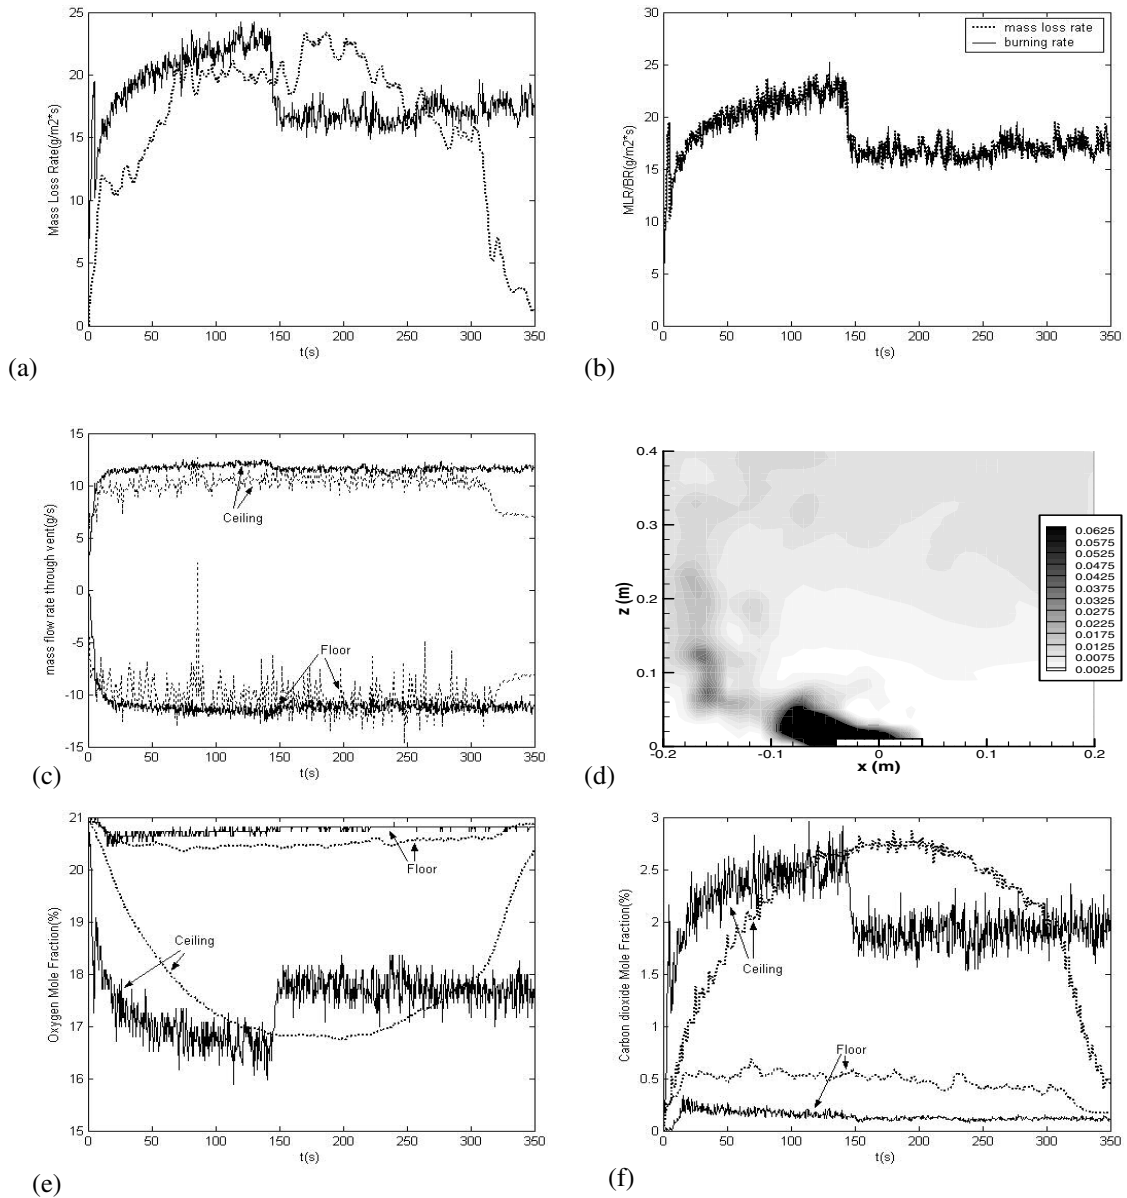 25
20
15
10
5
0
Mass Loss Rate(g/m2*s)
0 50 100 150 200 250 300 350
t(s)
(a)
30
25
20
15
10
5
0
MLR/BR(g/m2*s)
mass loss rate
burning rate
0 50 100 150 200 250 300 350
t(s)
(b)
15
10
5
0
-5
-10
-15
mass flow rate through vent(g/s)
Ceiling
Floor
0 50 100 150 200 250 300 350
t(s)
(c)
0.4
0.3
0.2
0.1
0
z (m)
0.0625
0.0575
0.0525
0.0475
0.0425
0.0375
0.0325
0.0275
0.0225
0.0175
0.0125
0.0075
0.0025
-0.2 -0.1 0 0.1 0.2
x (m)
(d)
21
20
19
18
17
16
15
Oxygen Mole Fraction(%)
Floor
Ceiling
0 50 100 150 200 250 300 350
t(s)
(e)
3
2.5
2
1.5
1
0.5
0
Carbon dioxide Mole Fraction(%)
Ceiling
Floor
0 50 100 150 200 250 300 350
t(s)
(f)